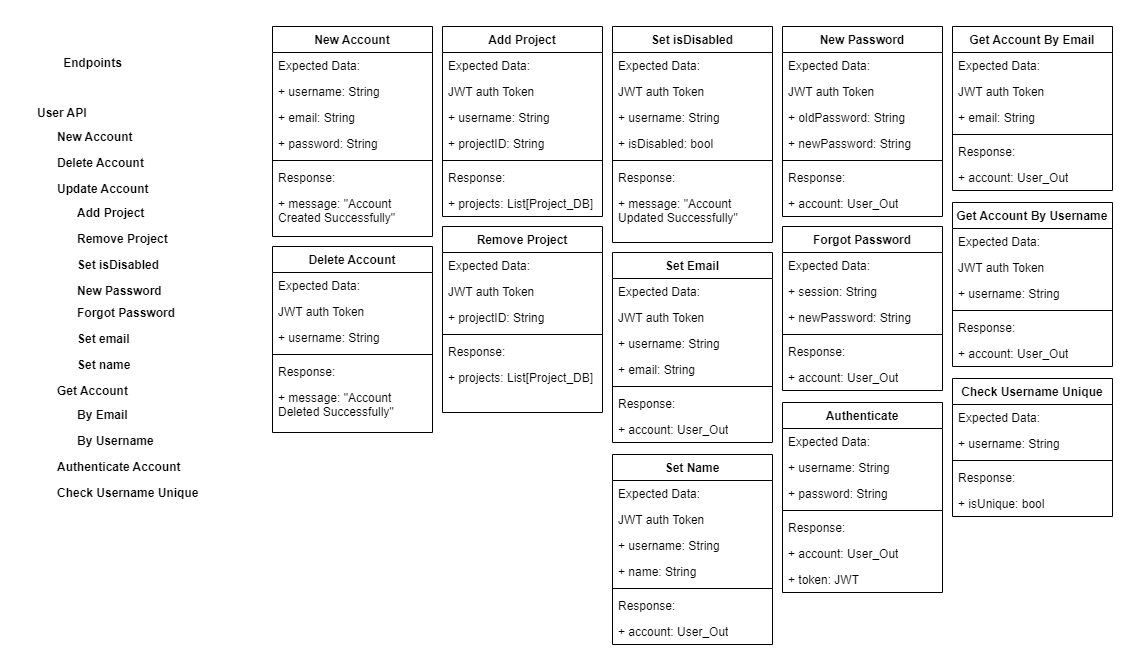 Endpoints
User API
New Account
Delete Account
Update Account
Add Project
Remove Project
Set isDisabled
New Password
Forgot Password
Set email
Set name
Get Account
By Email
By Username
Authenticate Account
Check Username Unique
New Account
Expected Data:
+ username: String
+ email: String
+ password: String
Response:
+ message: "Account
Created Successfully"
Delete Account
Expected Data:
JWT auth Token
+ username: String
Response:
+ message: "Account
Deleted Successfully"
Add Project
Expected Data:
JWT auth Token
+ username: String
+ projectID: String
Response:
+ projects: List[Project_DB]
Remove Project
Expected Data:
JWT auth Token
+ projectID: String
Response:
+ projects: List[Project_DB]
Set isDisabled
Expected Data:
JWT auth Token
+ username: String
+ isDisabled: bool
Response:
+ message: "Account
Updated Successfully"
Set Email
Expected Data:
JWT auth Token
+ username: String
+ email: String
Response:
+ account: User_Out
Set Name
Expected Data:
JWT auth Token
+ username: String
+ name: String
Response:
+ account: User_Out
New Password
Expected Data:
JWT auth Token
+ oldPassword: String
+ newPassword: String
Response:
+ account: User_Out
Forgot Password
Expected Data:
+ session: String
+ newPassword: String
Response:
+ account: User_Out
Authenticate
Expected Data:
+ username: String
+ password: String
Response:
+ account: User_Out
+ token: JWT
Get Account By Email
Expected Data:
JWT auth Token
+ email: String
Response:
+ account: User_Out
Get Account By Username
Expected Data:
JWT auth Token
+ username: String
Response:
+ account: User_Out
Check Username Unique
Expected Data:
+ username: String
Response:
+ isUnique: bool